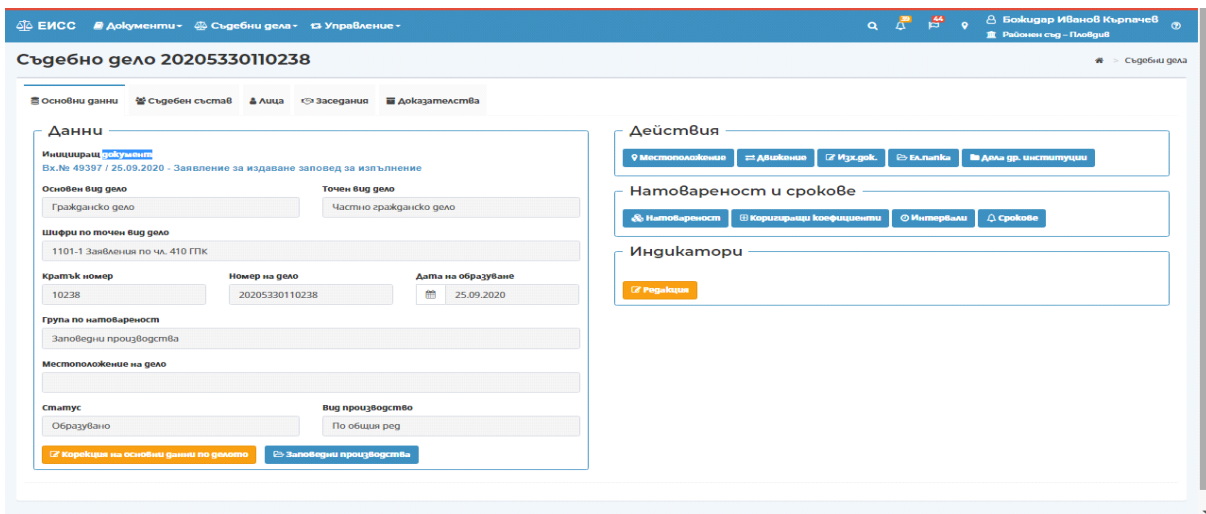 ЕИСС Документи Съдебни дела Управление 39 44 Божидар Иванов Кърпачев
Районен съд – Пловдив
Съдебно дело 20205330110238
> Съдебни дела
Основни данни Съдебен състав Лица Заседания Доказателства
Данни
Иницииращ документ
Вх.№ 49397 / 25.09.2020 - Заявление за издаване заповед за изпълнение
Основен вид дело Точен вид дело
Гражданско дело Частно гражданско дело
Шифри по точен вид дело
1101-1 Заявления по чл. 410 ГПК
Кратък номер Номер на дело Дата на образуване
10238 20205330110238 25.09.2020
Група по натовареност
Заповедни производства
Местоположение на дело
Статус Вид производство
Образувано По общия ред
Корекция на основни данни по делото Заповедни производства
Действия
Местоположение Движение Изх.док. Ел.папка Дела др. институции
Натовареност и срокове
Натовареност Коригиращи коефициенти Интервали Срокове
Индикатори
Редакция